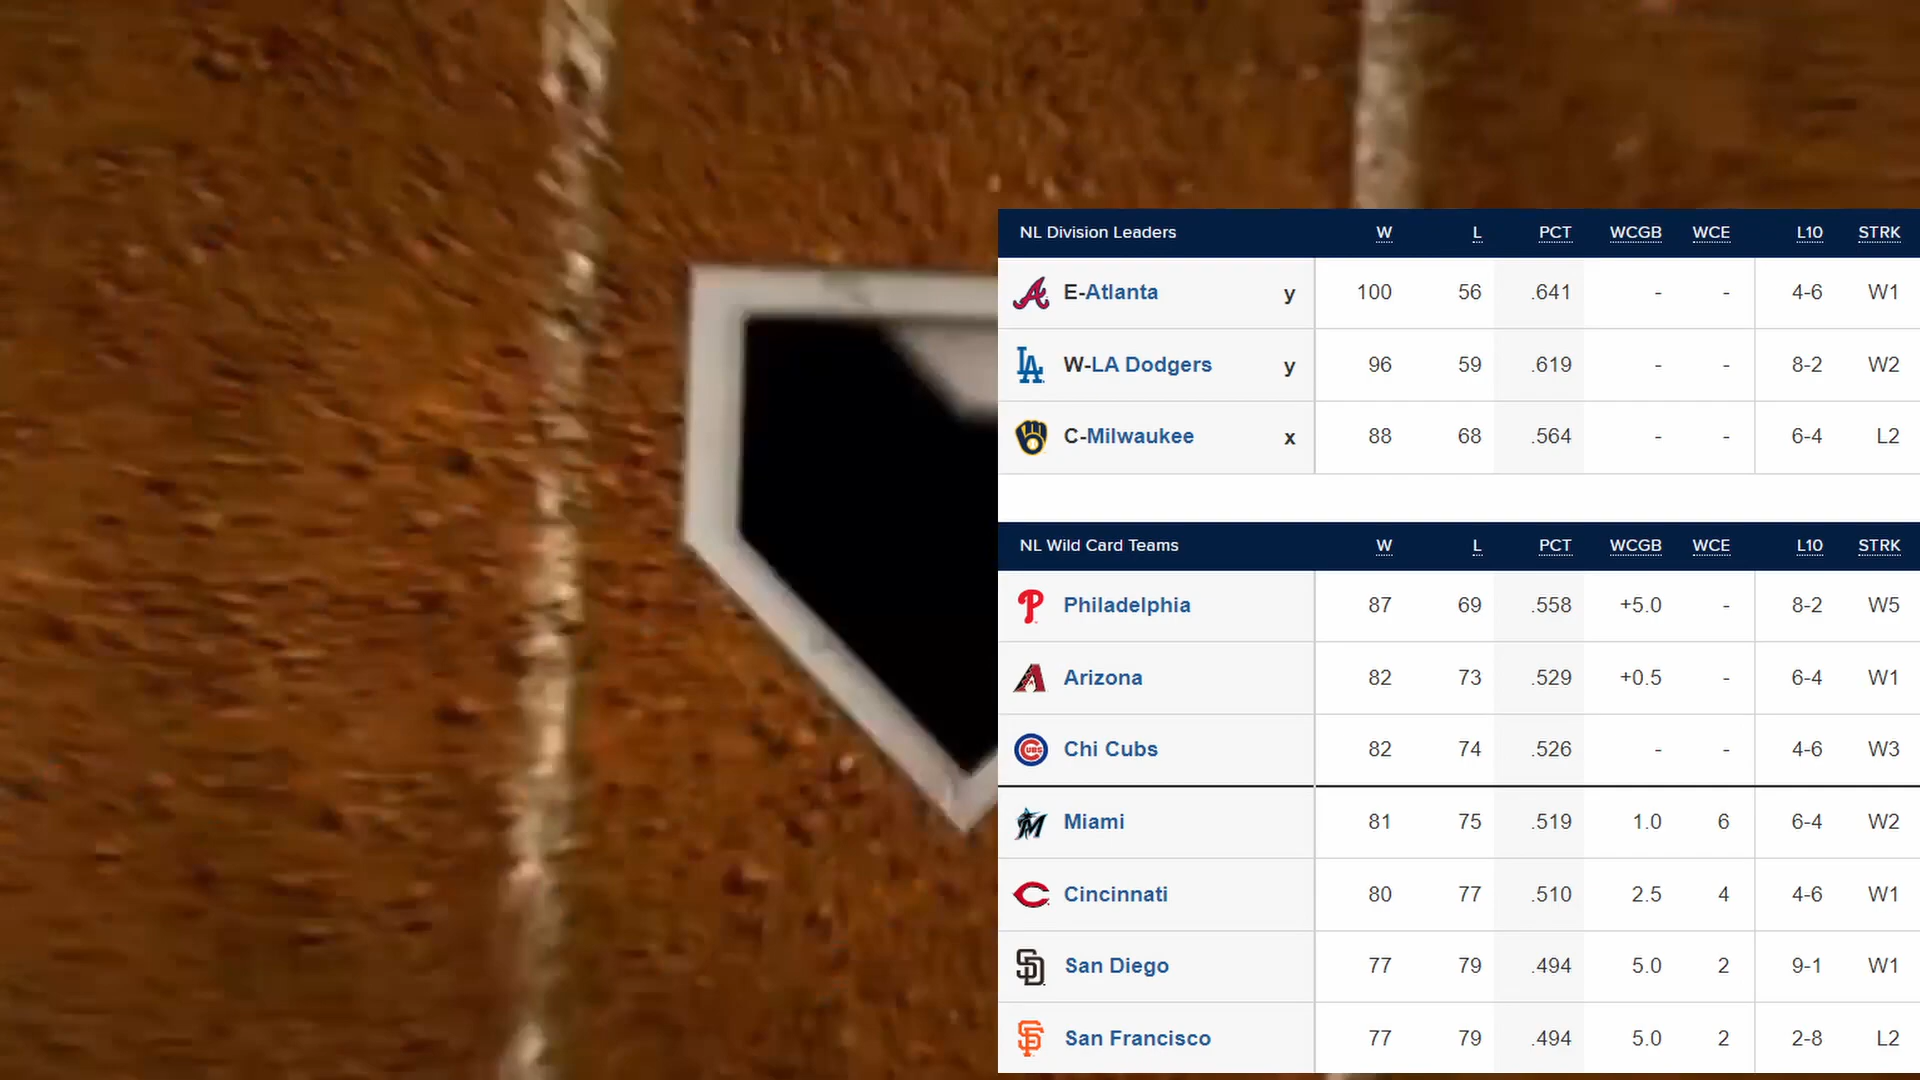 NL Division Leaders W L PCT WCGB WCE L10 STRK
E-Atlanta y 100 56 .641 - - 4-6 W1
W-LA Dodgers y 96 59 .619 - - 8-2 W2
C-Milwaukee x 88 68 .564 - - 6-4 L2
NL Wild Card Teams W L PCT WCGB WCE L10 STRK
Philadelphia 87 69 .558 +5.0 - 8-2 W5
Arizona 82 73 .529 +0.5 - 6-4 W1
Chi Cubs 82 74 .526 - - 4-6 W3
Miami 81 75 .519 1.0 6 6-4 W2
Cincinnati 80 77 .510 2.5 4 4-6 W1
San Diego 77 79 .494 5.0 2 9-1 W1
San Francisco 77 79 .494 5.0 2 2-8 L2